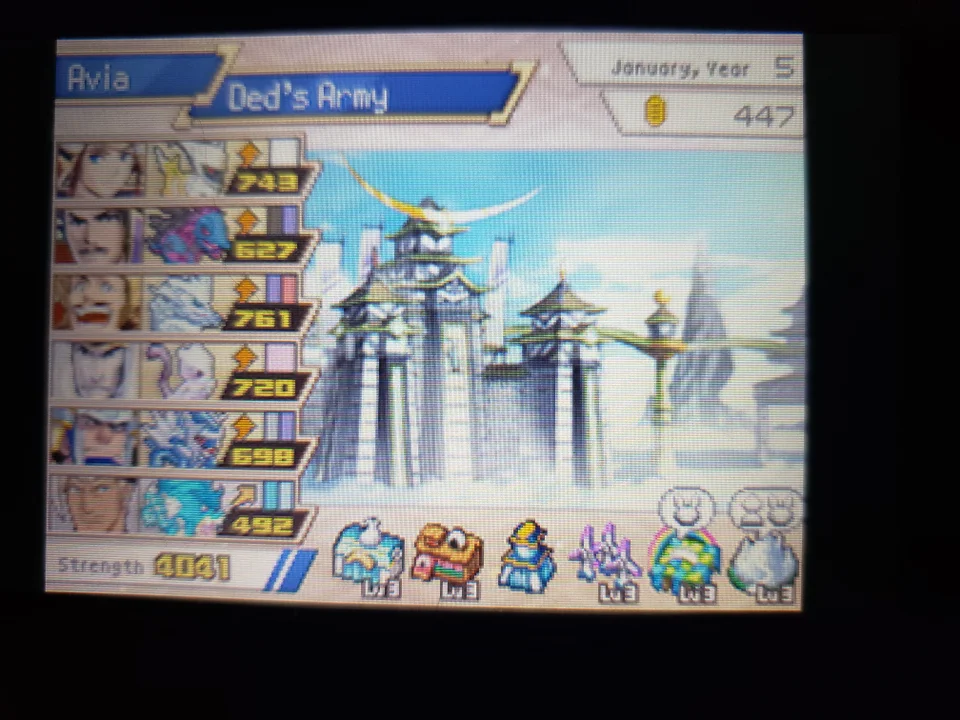 Avia
Ded's Army
January, Year 5
447
743
627
761
720
698
492
Strength 4041
Lv3
Lv3
Lv3
Lv3
Lv3